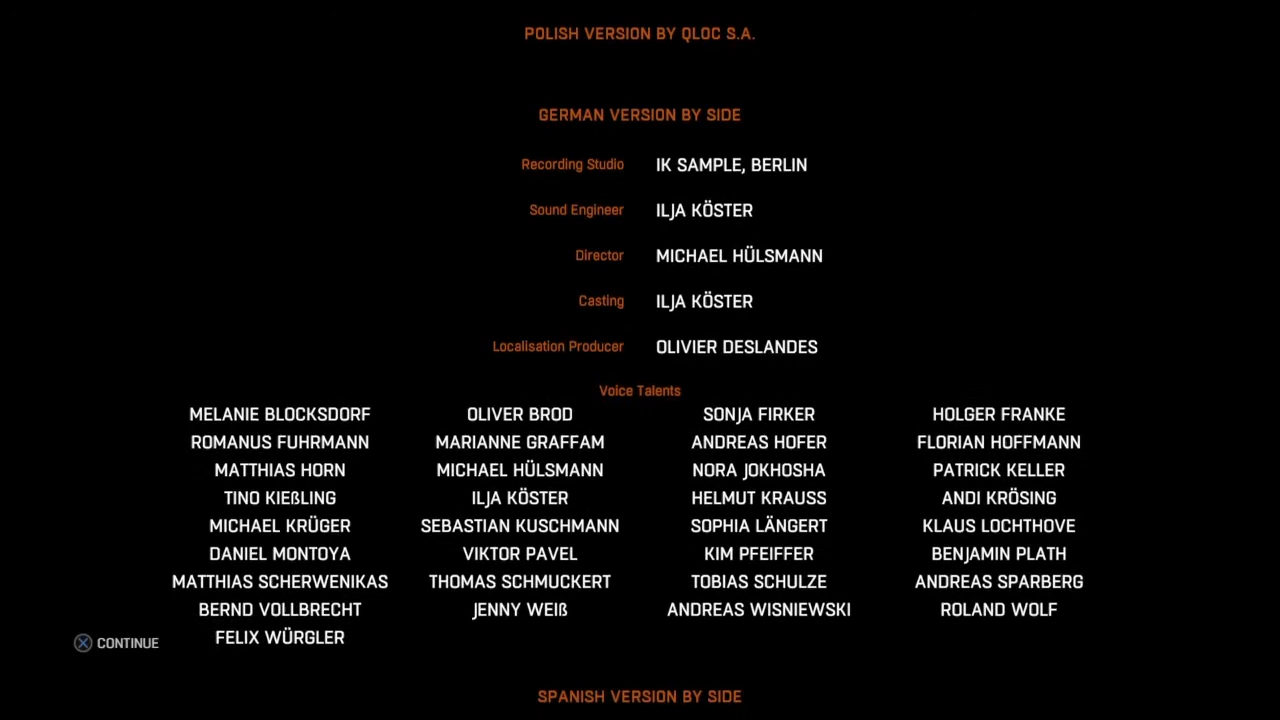 POLISH VERSION BY QLOC S.A.
GERMAN VERSION BY SIDE
Recording Studio IK SAMPLE, BERLIN
Sound Engineer ILJA KÖSTER
Director MICHAEL HÜLSMANN
Casting ILJA KÖSTER
Localisation Producer OLIVIER DESLANDES
Voice Talents
MELANIE BLOCKSDORF OLIVER BROD SONJA FIRKER HOLGER FRANKE
ROMANUS FUHRMANN MARIANNE GRAFFAM ANDREAS HOFER FLORIAN HOFFMANN
MATTHIAS HORN MICHAEL HÜLSMANN NORA JOKHOSHA PATRICK KELLER
TINO KIEßLING ILJA KÖSTER HELMUT KRAUSS ANDI KRÖSING
MICHAEL KRÜGER SEBASTIAN KUSCHMANN SOPHIA LÄNGERT KLAUS LOCHTHOVE
DANIEL MONTOYA VIKTOR PAVEL KIM PFEIFFER BENJAMIN PLATH
MATTHIAS SCHERWENIKAS THOMAS SCHMUCKERT TOBIAS SCHULZE ANDREAS SPARBERG
BERND VOLLBRECHT JENNY WEIß ANDREAS WISNIEWSKI ROLAND WOLF
FELIX WÜRGLER
CONTINUE
SPANISH VERSION BY SIDE